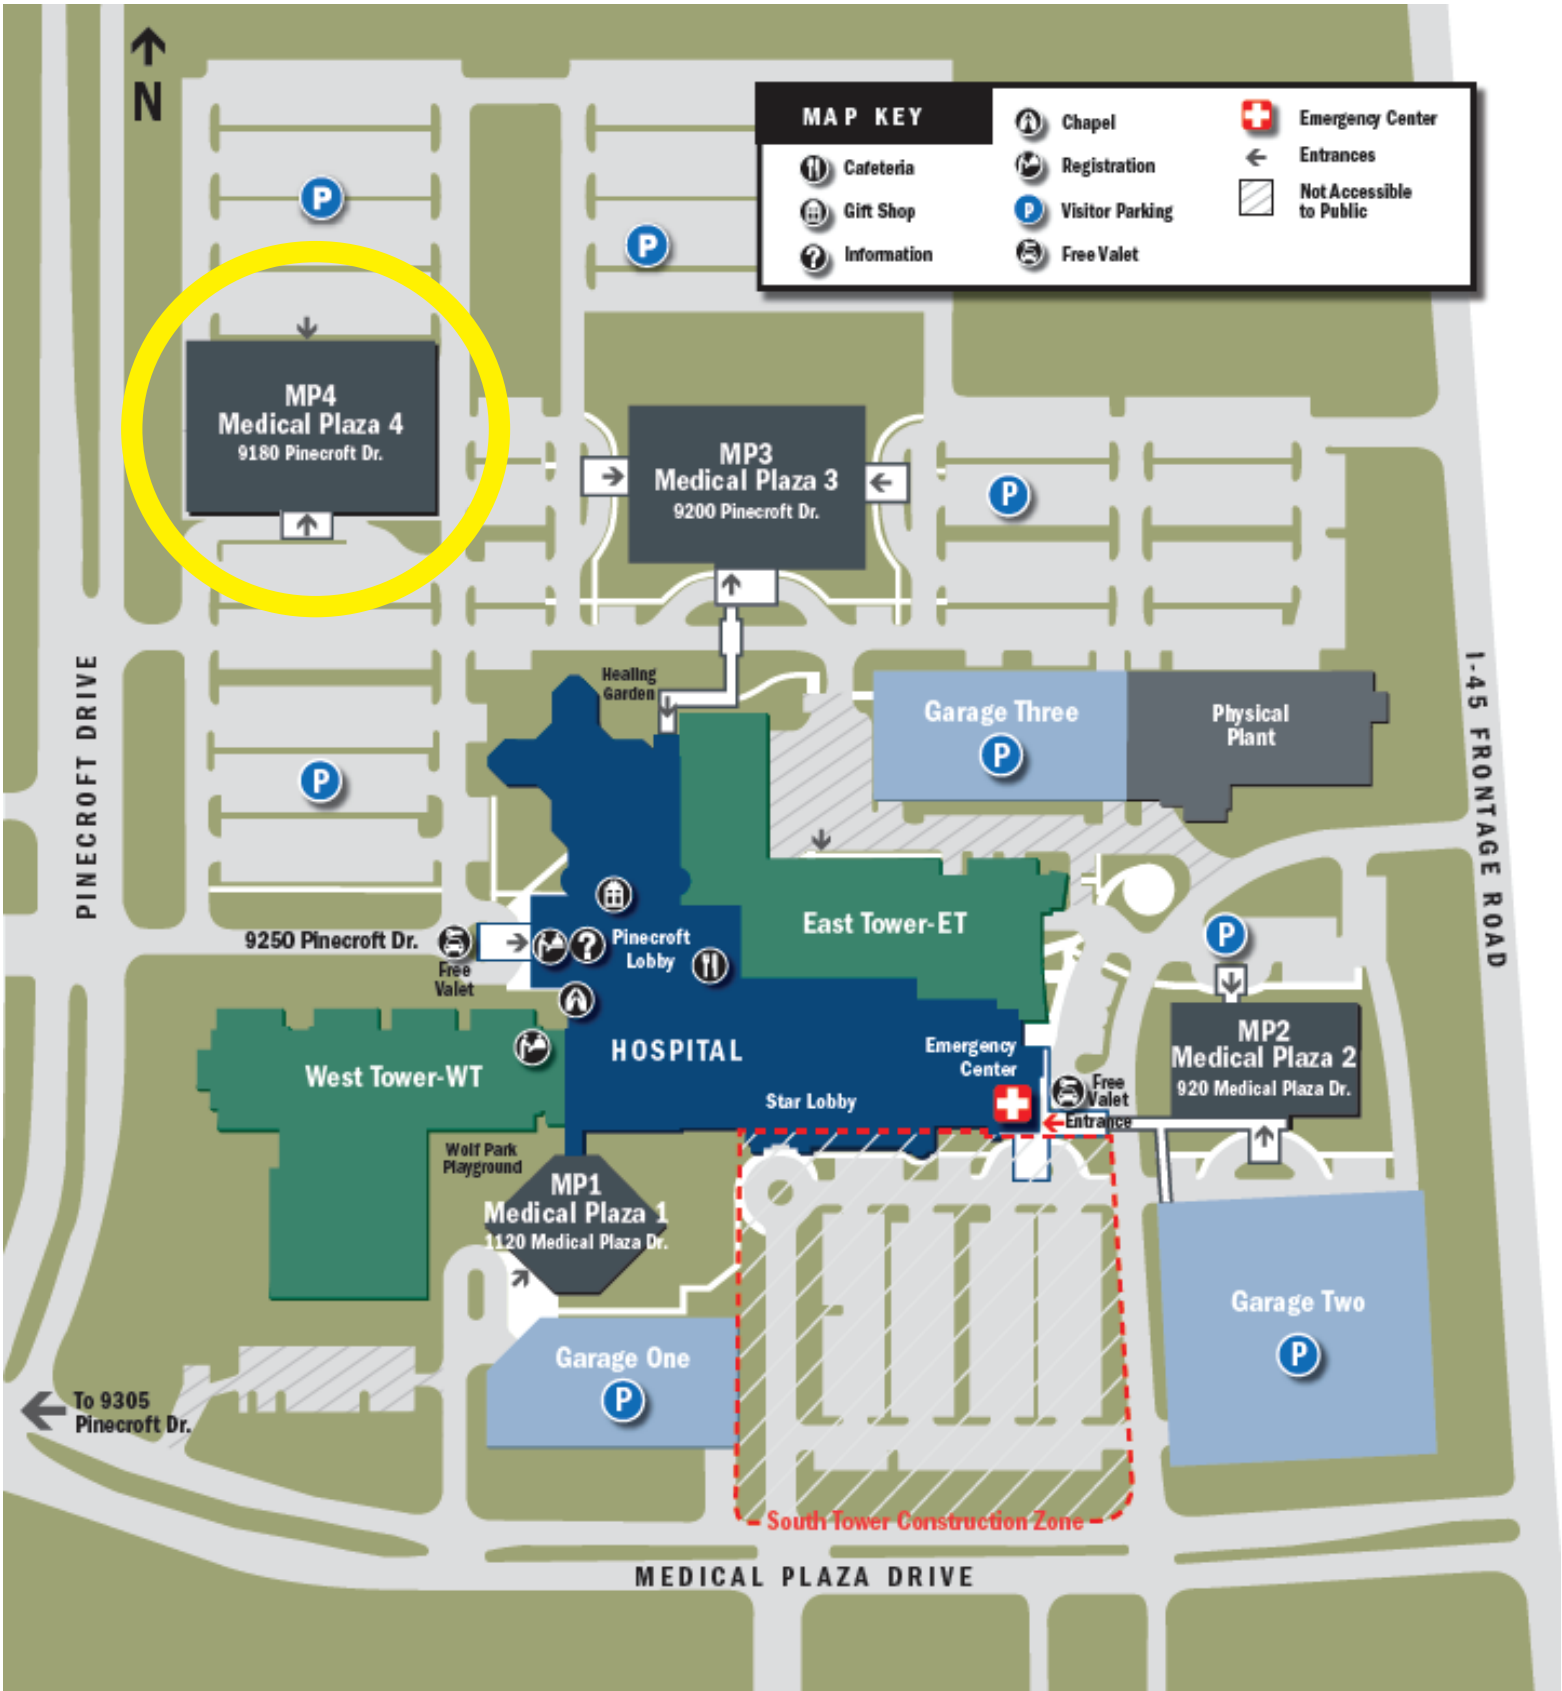 N
MAP KEY
Cafeteria
Gift Shop
Information
Chapel
Registration
Visitor Parking
Free Valet
Emergency Center
Entrances
Not Accessible
to Public
P
P
P
MP4
Medical Plaza 4
9180 Pinecroft Dr.
MP3
Medical Plaza 3
9200 Pinecroft Dr.
P
PINECROFT DRIVE
I-45 FRONTAGE ROAD
Healing
Garden
Garage Three
P
Physical
Plant
P
9250 Pinecroft Dr.
Free
Valet
?
Pinecroft
Lobby
East Tower-ET
P
MP2
Medical Plaza 2
920 Medical Plaza Dr.
West Tower-WT
HOSPITAL
Emergency
Center
Star Lobby
Free
Valet
Entrance
Wolf Park
Playground
MP1
Medical Plaza 1
1120 Medical Plaza Dr.
Garage One
P
Garage Two
P
To 9305
Pinecroft Dr.
South Tower Construction Zone
MEDICAL PLAZA DRIVE